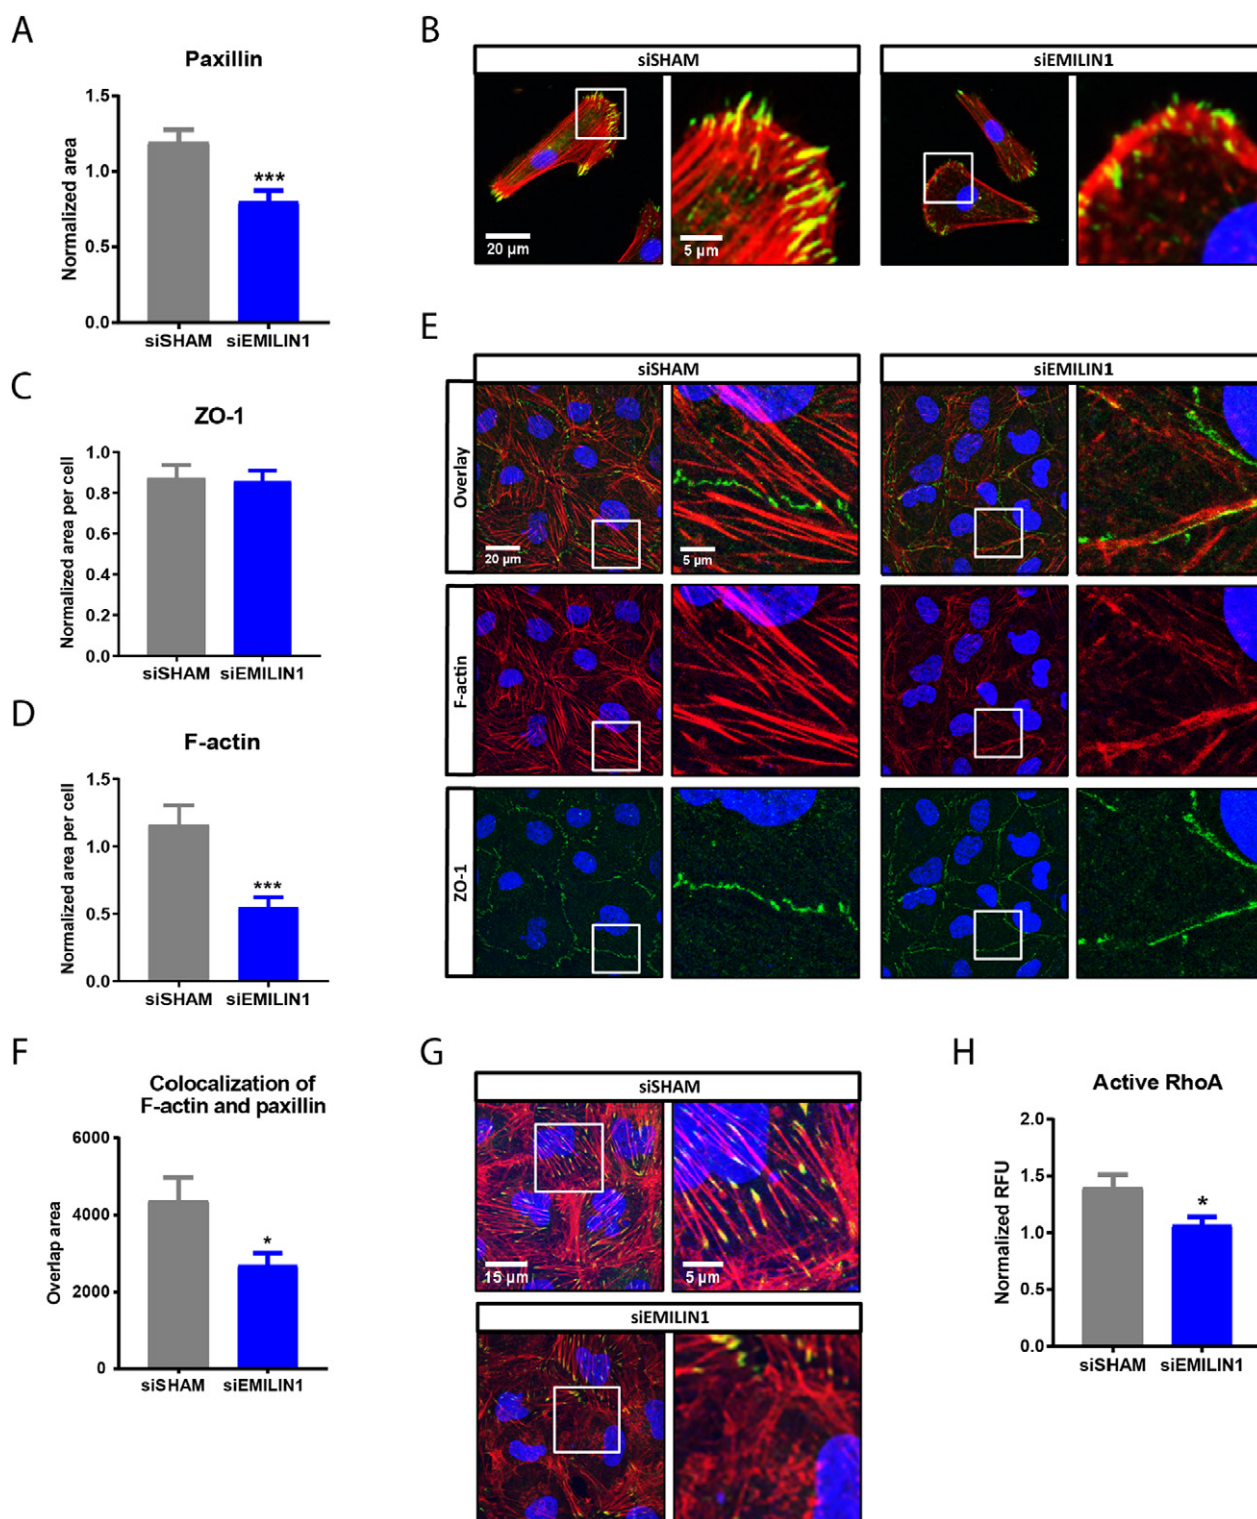 A
Paxillin
Normalized area
1.5
1.0
0.5
0.0
***
siSHAM
siEMILIN1
B
siSHAM
siEMILIN1
20 µm
5 µm
C
ZO-1
Normalized area per cell
1.0
0.8
0.6
0.4
0.2
0.0
siSHAM
siEMILIN1
D
F-actin
Normalized area per cell
1.5
1.0
0.5
0.0
***
siSHAM
siEMILIN1
E
siSHAM
siEMILIN1
Overlay
20 µm
5 µm
F-actin
ZO-1
F
Colocalization of
F-actin and paxillin
Overlap area
6000
4000
2000
0
*
siSHAM
siEMILIN1
G
siSHAM
15 µm
5 µm
siEMILIN1
H
Active RhoA
Normalized RFU
2.0
1.5
1.0
0.5
0.0
*
siSHAM
siEMILIN1